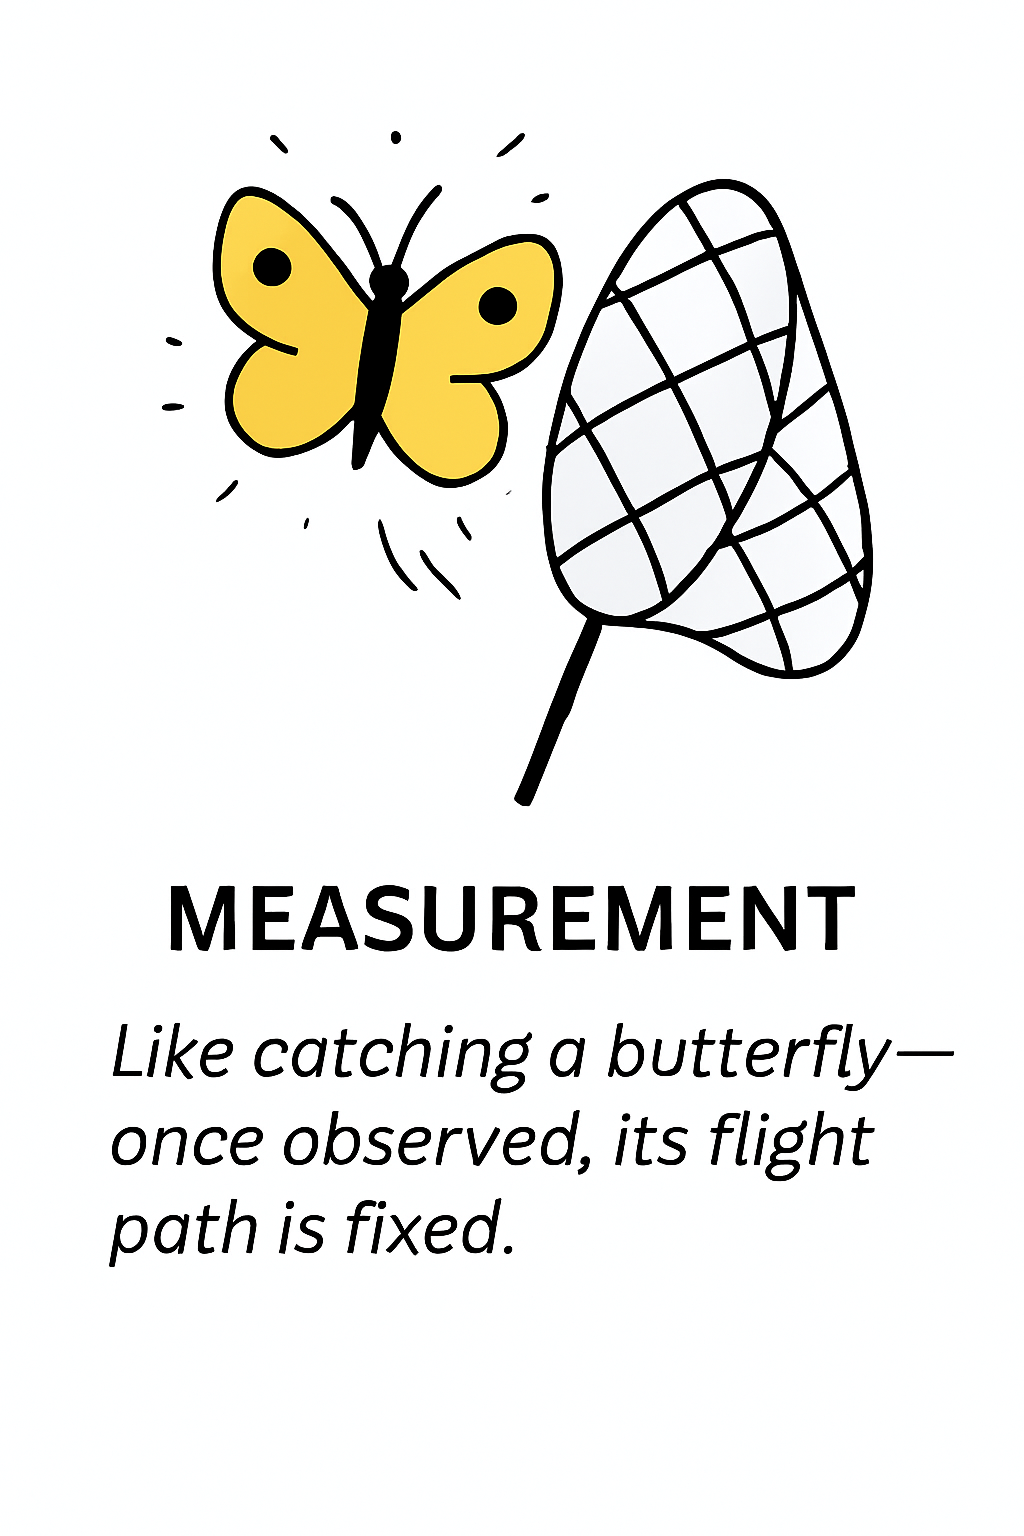 MEASUREMENT
Like catching a butterfly—
once observed, its flight
path is fixed.